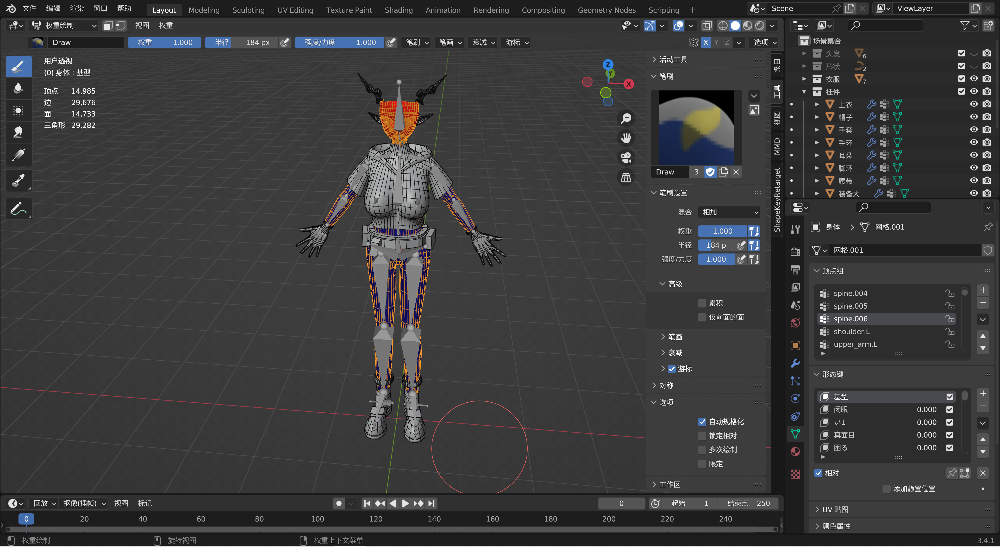 文件 编辑 渲染 窗口 帮助 Layout Modeling Sculpting UV Editing Texture Paint Shading Animation Rendering Compositing Geometry Nodes Scripting + Scene ViewLayer
权重绘制 视图 权重
Draw 权重 1.000 半径 184 px 强度/力度 1.000 笔刷 笔画 衰减 游标 X Y Z 选项
用户透视
(0) 身体 : 基型
顶点 14,985
边 29,676
面 14,733
三角形 29,282
Z
Y
X
活动工具
笔刷
Draw 3
笔刷设置
混合 相加
权重 1.000
半径 184 p
强度/力度 1.000
高级
累积
仅前面的面
笔画
衰减
游标
对称
选项
自动规格化
锁定相对
多次绘制
限定
工作区
条目
工具
视图
MMD
ShapeKeyRetarget
场景集合
头发 6
形状 2
衣服 7
挂件
上衣
帽子
手套
手环
耳朵
脚环
腰带
装备大
身体 网格.001
网格.001
顶点组
spine.004
spine.005
spine.006
shoulder.L
upper_arm.L
形态键
基型
闭眼 0.000
い1 0.000
真面目 0.000
困る 0.000
相对
添加静置位置
UV 贴图
颜色属性
回放 抠像(插帧) 视图 标记 0 起始 1 结束点 250
0 20 40 60 80 100 120 140 160 180 200 220 240
权重绘制 旋转视图 权重上下文菜单 3.4.1